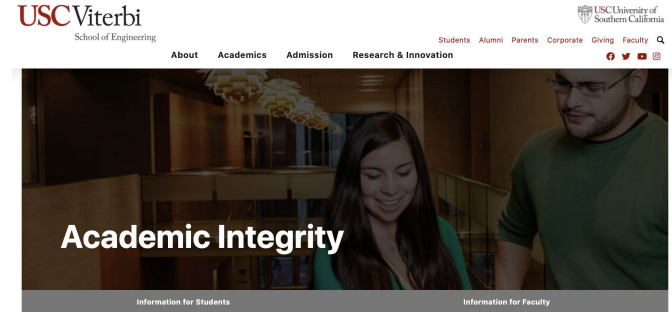 USC Viterbi
School of Engineering
USC University of
Southern California
Students Alumni Parents Corporate Giving Faculty
About Academics Admission Research & Innovation
Academic Integrity
Information for Students Information for Faculty